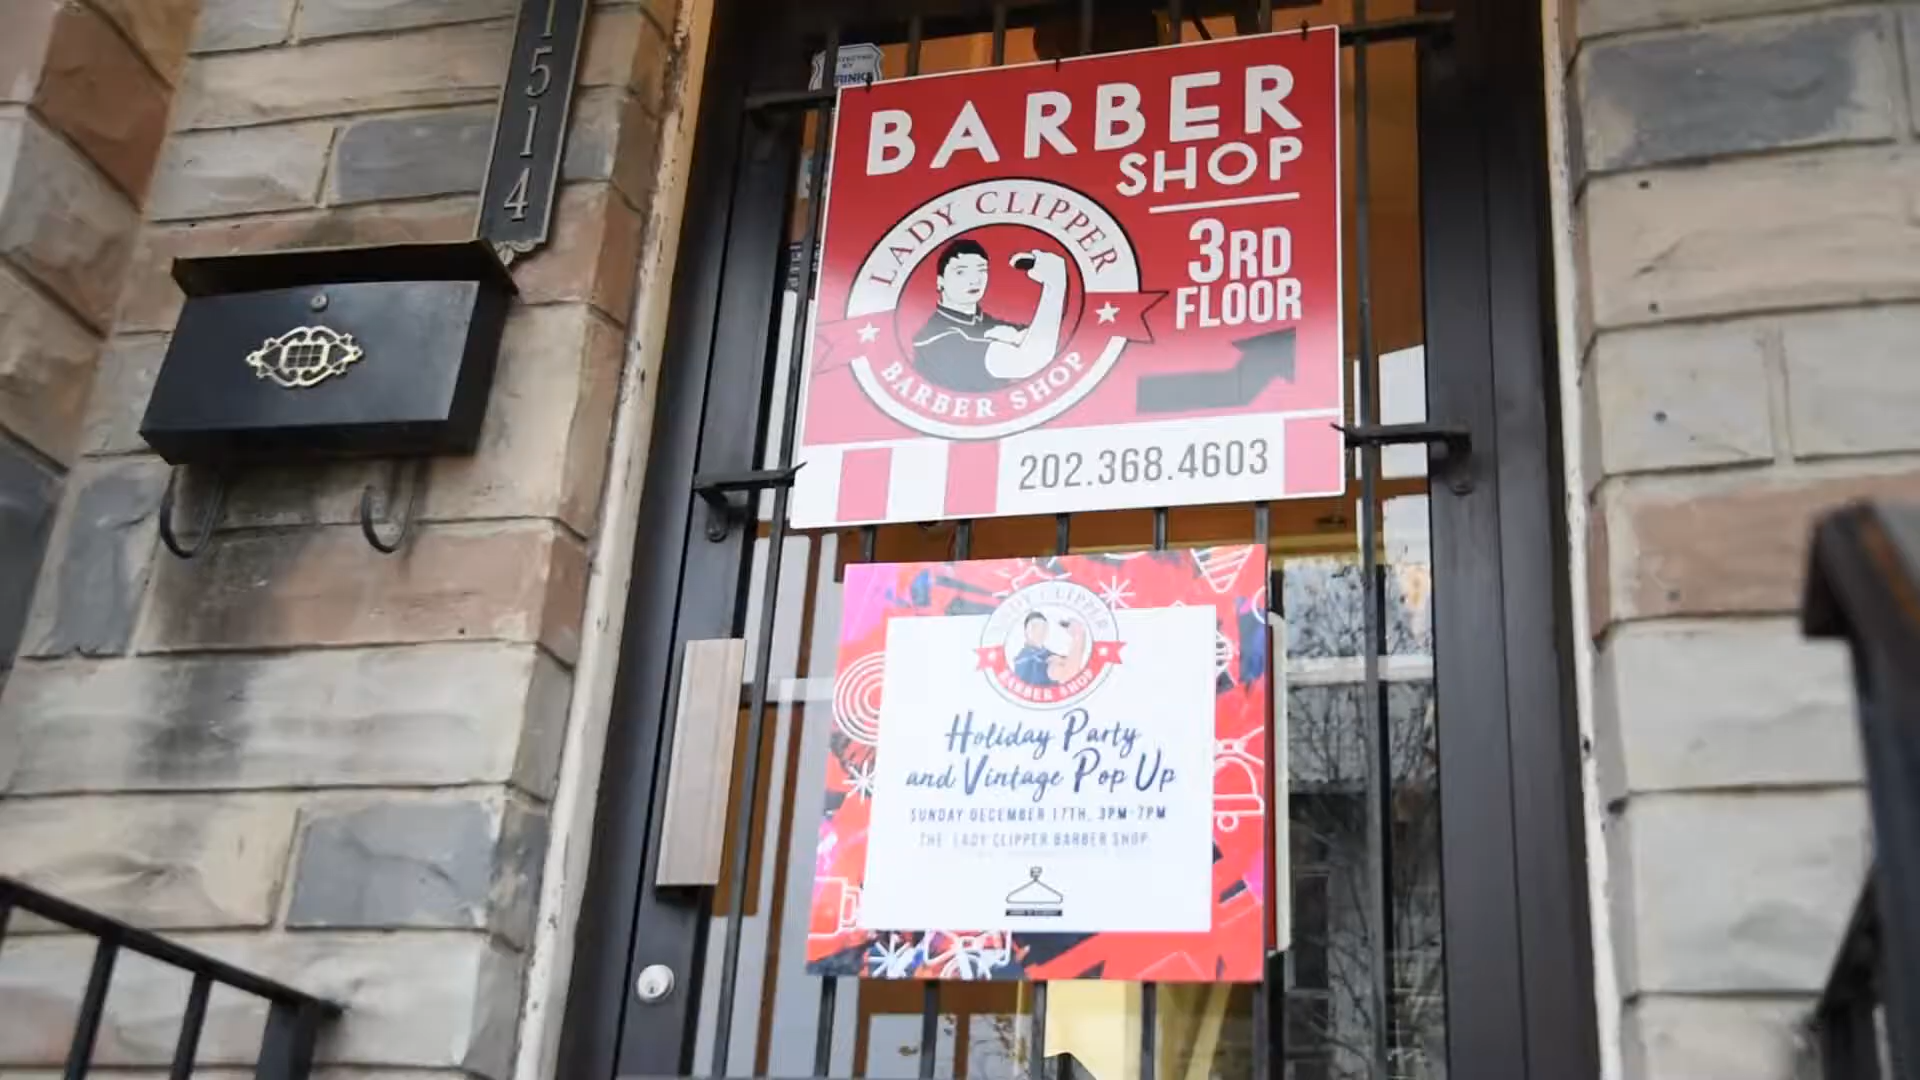 1514
BARBER
SHOP
LADY CLIPPER
BARBER SHOP
3RD
FLOOR
202.368.4603
LADY CLIPPER
BARBER SHOP
Holiday Party
and Vintage Pop Up
SUNDAY DECEMBER 17TH, 3PM-7PM
THE LADY CLIPPER BARBER SHOP